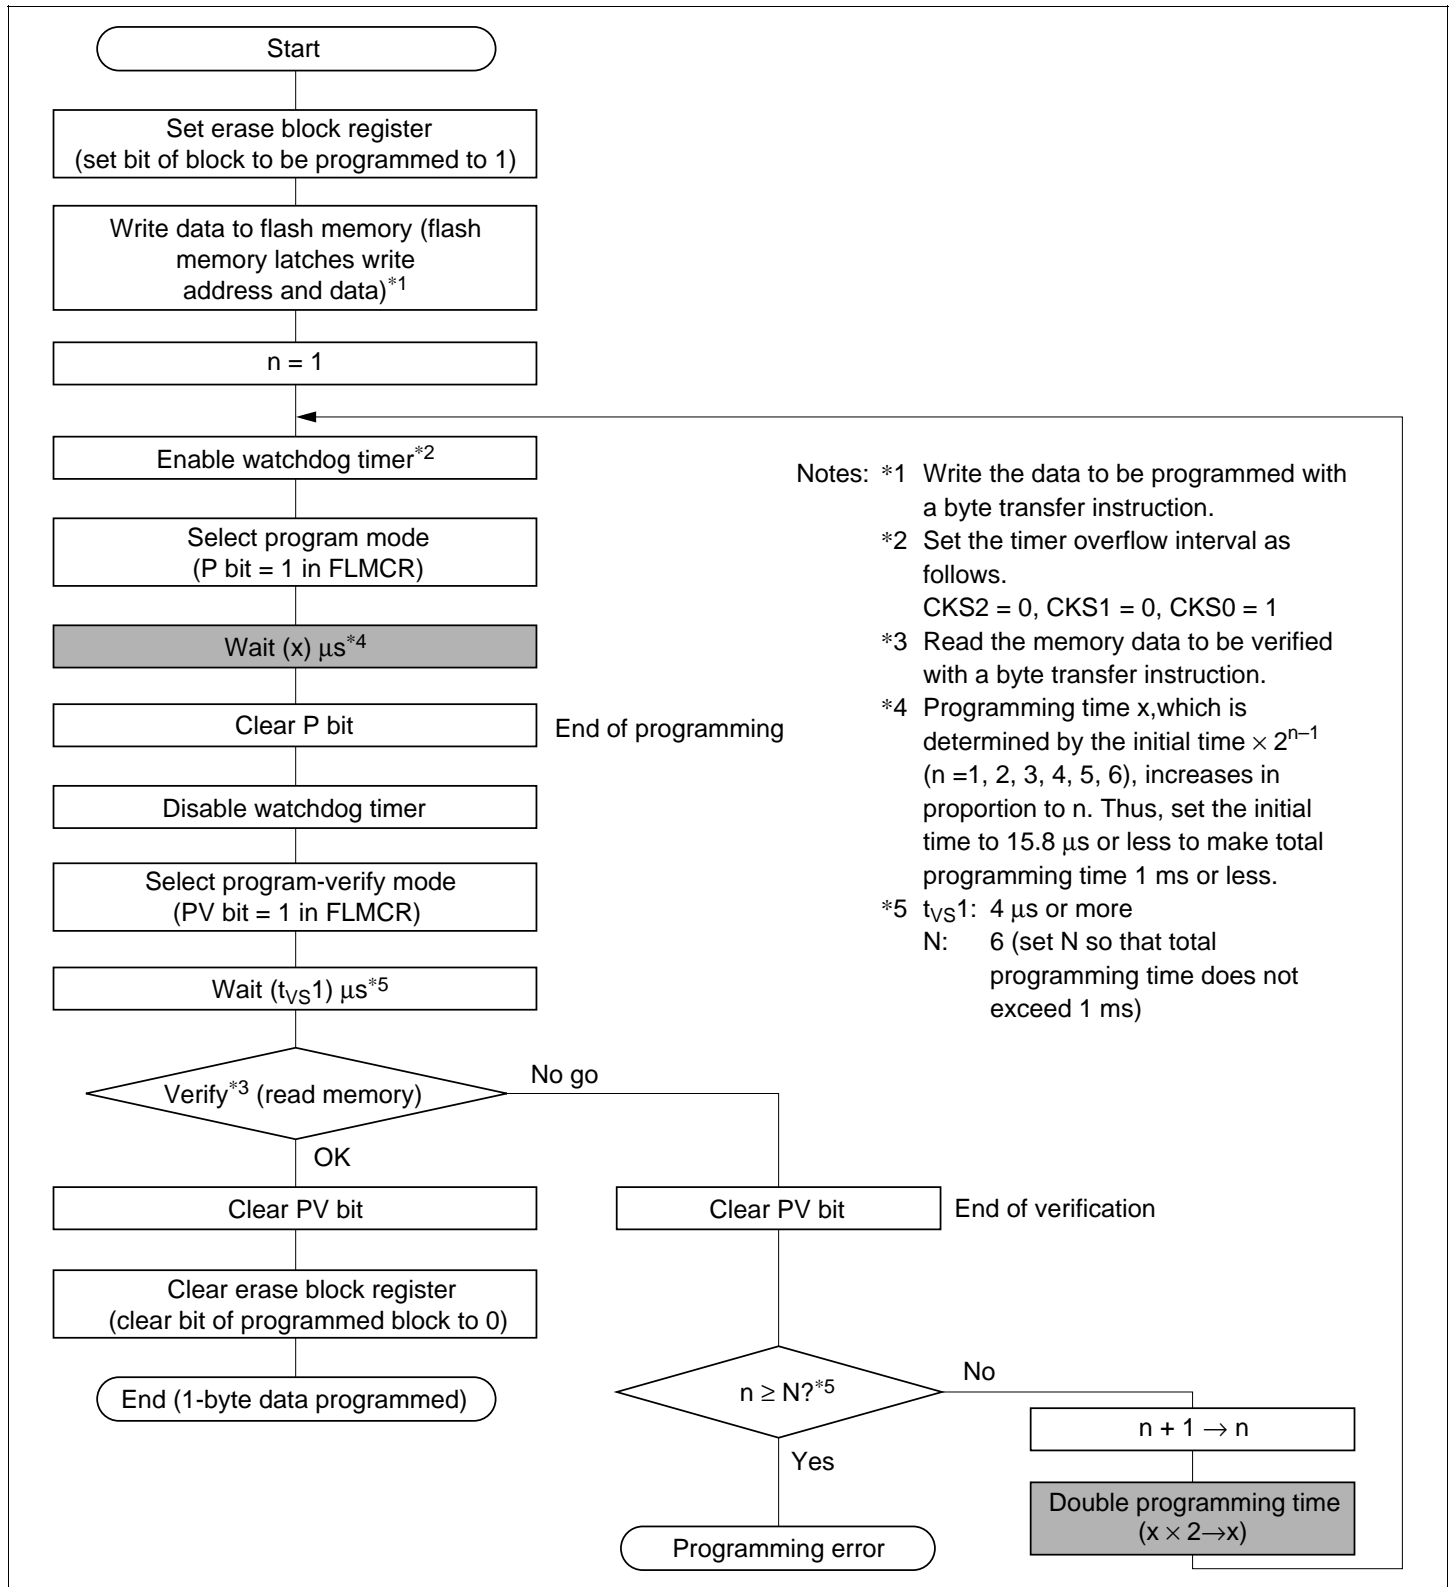 Start
Set erase block register
(set bit of block to be programmed to 1)
Write data to flash memory (flash
memory latches write
address and data)*1
n = 1
Enable watchdog timer*2
Select program mode
(P bit = 1 in FLMCR)
Wait (x) μs*4
Clear P bit
End of programming
Disable watchdog timer
Select program-verify mode
(PV bit = 1 in FLMCR)
Wait (tVS1) μs*5
Verify*3 (read memory)
No go
OK
Clear PV bit
Clear erase block register
(clear bit of programmed block to 0)
End (1-byte data programmed)
Clear PV bit
End of verification
n ≥ N?*5
No
Yes
n + 1 → n
Double programming time
(x × 2→x)
Programming error
Notes: *1 Write the data to be programmed with
a byte transfer instruction.
*2 Set the timer overflow interval as
follows.
CKS2 = 0, CKS1 = 0, CKS0 = 1
*3 Read the memory data to be verified
with a byte transfer instruction.
*4 Programming time x,which is
determined by the initial time × 2n–1
(n =1, 2, 3, 4, 5, 6), increases in
proportion to n. Thus, set the initial
time to 15.8 μs or less to make total
programming time 1 ms or less.
*5 tVS1: 4 μs or more
N: 6 (set N so that total
programming time does not
exceed 1 ms)